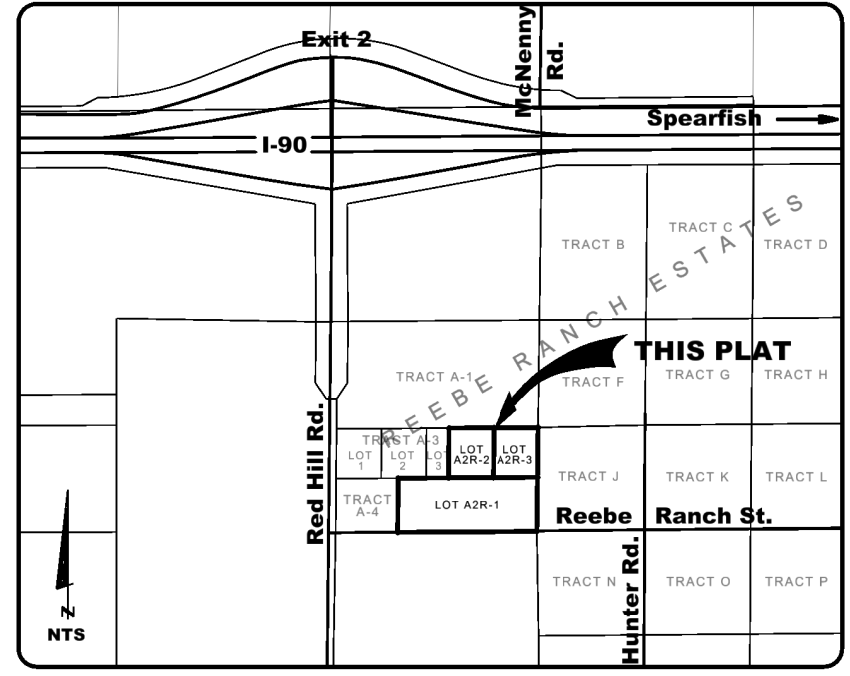 Exit 2
McNenny
Rd.
Spearfish
I-90
TRACT B
TRACT C
TRACT D
REEBE RANCH ESTATES
THIS PLAT
TRACT A-1
TRACT F
TRACT G
TRACT H
Red Hill Rd.
TRACT A-3
LOT
1
LOT
2
LOT
3
LOT
A2R-2
LOT
A2R-3
TRACT J
TRACT K
TRACT L
TRACT
A-4
LOT A2R-1
Reebe Ranch St.
TRACT N
TRACT O
TRACT P
Hunter Rd.
N
NTS